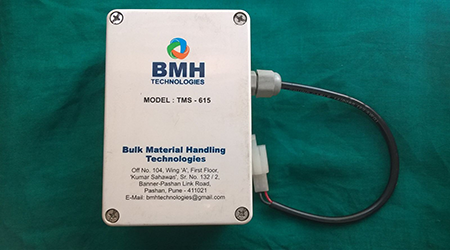 BMH
TECHNOLOGIES
MODEL : TMS - 615
Bulk Material Handling
Technologies
Off No. 104, Wing 'A', First Floor,
'Kumar Sahawas', Sr. No. 132 / 2,
Banner-Pashan Link Road,
Pashan, Pune - 411021
E-Mail: bmhtechnologies@gmail.com